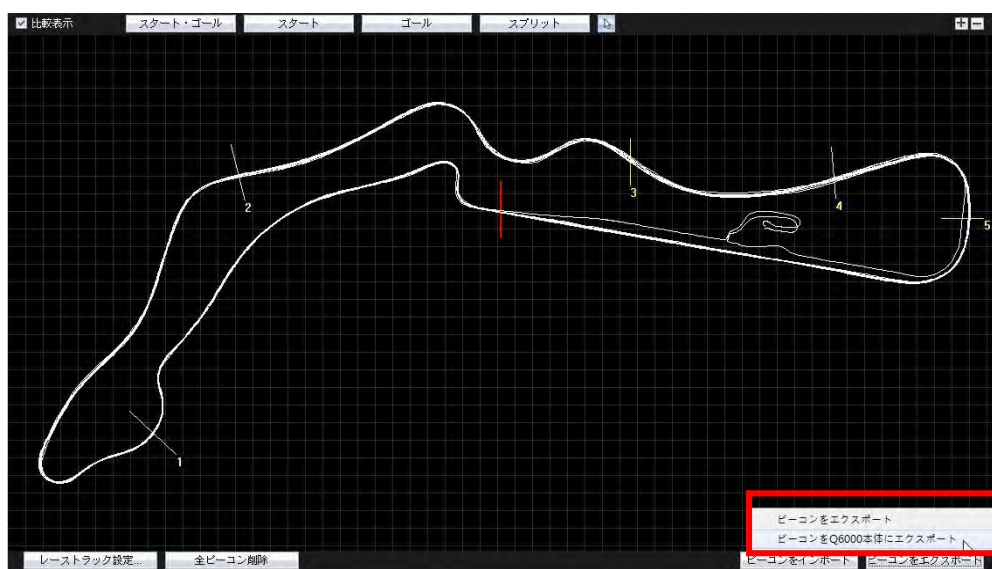 比較表示 スタート・ゴール スタート ゴール スプリット
2
3
4
5
1
ビーコンをエクスポート
ビーコンをQ6000本体にエクスポート
レーストラック設定... 全ビーコン削除 ビーコンをインポート ビーコンをエクスポート